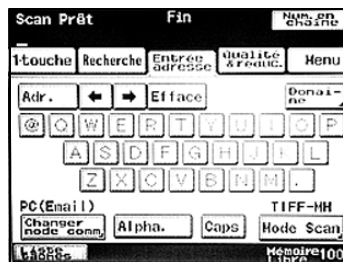 Scan Prêt Fin Num. en chaîne
1-touche Recherche Entrée adresse Qualité & réduc. Menu
Adr. ← → Efface Domaine
@ Q W E R T Y U I O P
A S D F G H J K L
Z X C V B N M .
PC(Email) TIFF-MH
Changer mode comm. Alpha. Caps Mode Scan
Liste Mémoire Libre 100